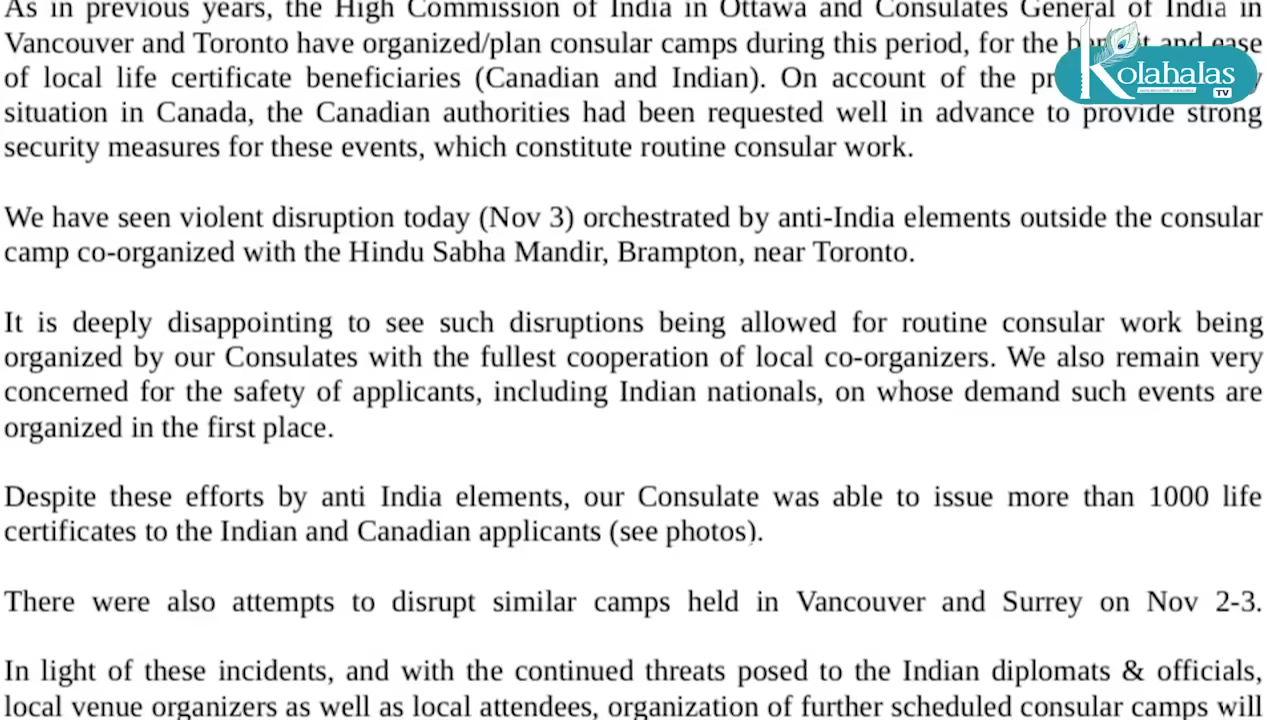 As in previous years, the High Commission of India in Ottawa and Consulates General of India in
Vancouver and Toronto have organized/plan consular camps during this period, for the and ease
of local life certificate beneficiaries (Canadian and Indian). On account of the
situation in Canada, the Canadian authorities had been requested well in advance to provide strong
security measures for these events, which constitute routine consular work.
We have seen violent disruption today (Nov 3) orchestrated by anti-India elements outside the consular
camp co-organized with the Hindu Sabha Mandir, Brampton, near Toronto.
It is deeply disappointing to see such disruptions being allowed for routine consular work being
organized by our Consulates with the fullest cooperation of local co-organizers. We also remain very
concerned for the safety of applicants, including Indian nationals, on whose demand such events are
organized in the first place.
Despite these efforts by anti India elements, our Consulate was able to issue more than 1000 life
certificates to the Indian and Canadian applicants (see photos).
There were also attempts to disrupt similar camps held in Vancouver and Surrey on Nov 2-3.
In light of these incidents, and with the continued threats posed to the Indian diplomats & officials,
local venue organizers as well as local attendees, organization of further scheduled consular camps will
Kolahalas
TV